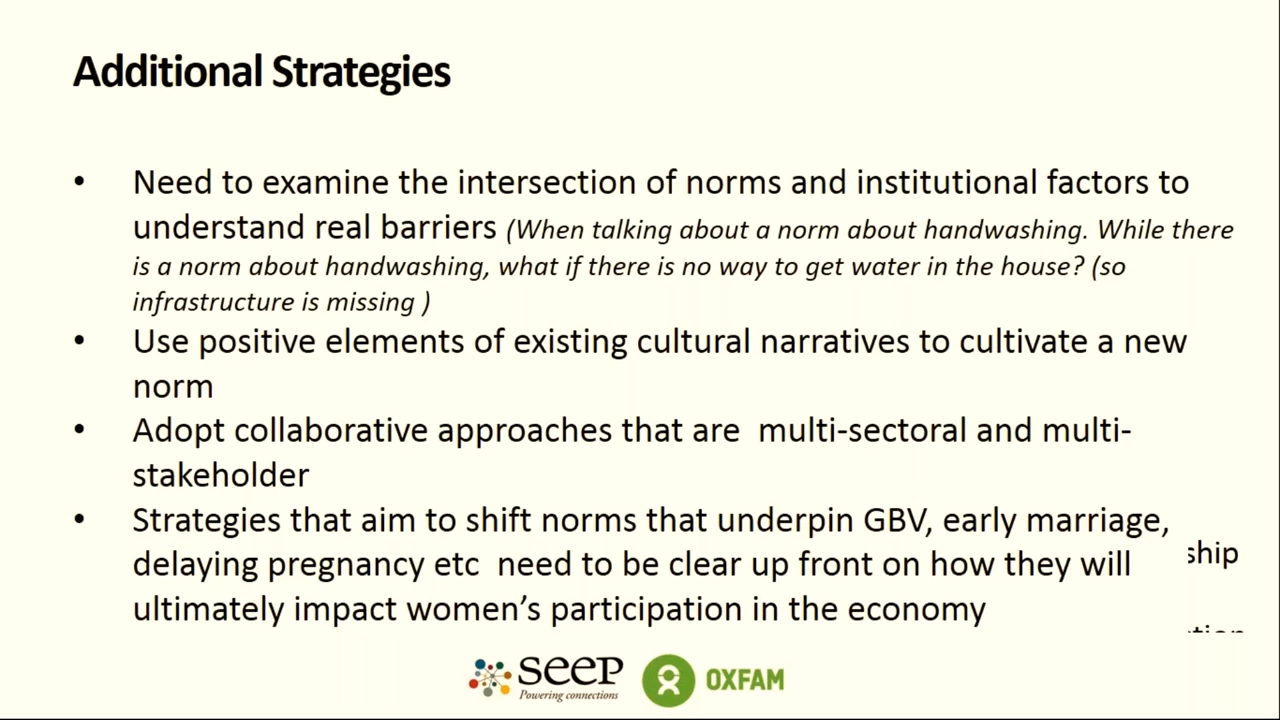 Additional Strategies
• Need to examine the intersection of norms and institutional factors to
understand real barriers (When talking about a norm about handwashing. While there
is a norm about handwashing, what if there is no way to get water in the house? (so
infrastructure is missing )
• Use positive elements of existing cultural narratives to cultivate a new
norm
• Adopt collaborative approaches that are  multi-sectoral and multi-
stakeholder
• Strategies that aim to shift norms that underpin GBV, early marriage,
delaying pregnancy etc  need to be clear up front on how they will
ultimately impact women's participation in the economy
ship
seep
Powering connections
OXFAM